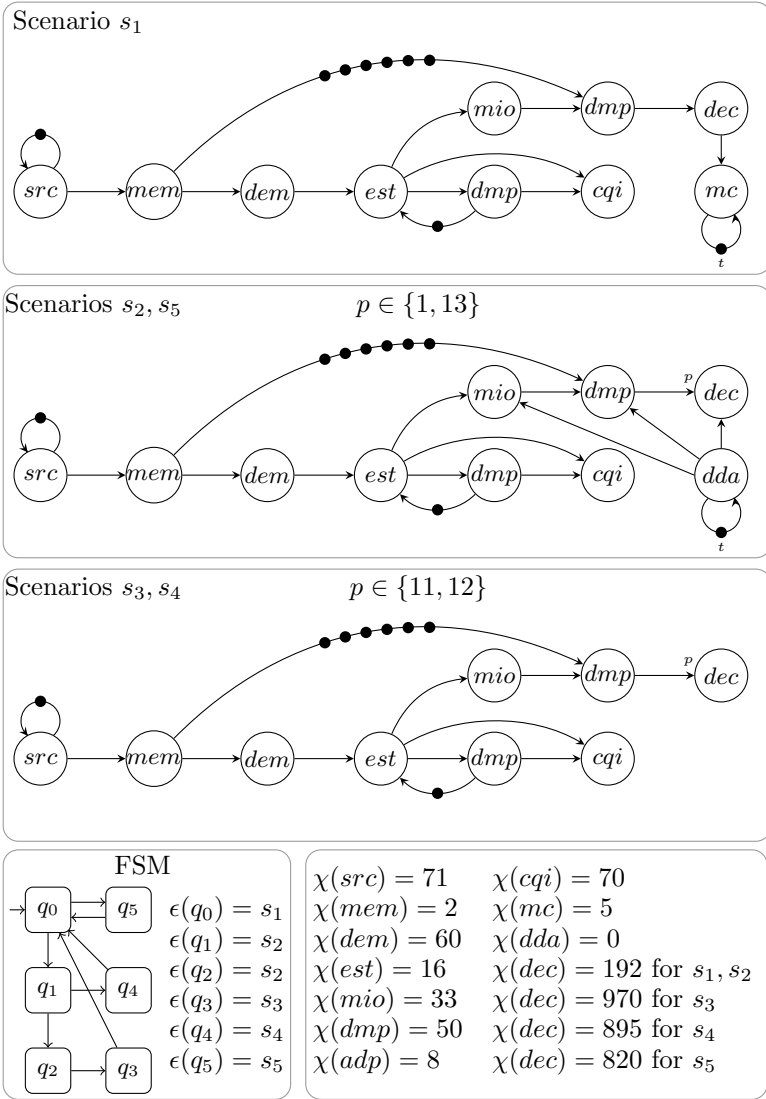 Scenario s₁
mio dmp dec
src mem dem est dmp cqi mc
t
Scenarios s₂, s₅ p ∈ {1, 13}
p
mio dmp dec
src mem dem est dmp cqi dda
t
Scenarios s₃, s₄ p ∈ {11, 12}
p
mio dmp dec
src mem dem est dmp cqi
FSM
q₀ q₅
q₁ q₄
q₂ q₃
ϵ(q₀) = s₁
ϵ(q₁) = s₂
ϵ(q₂) = s₂
ϵ(q₃) = s₃
ϵ(q₄) = s₄
ϵ(q₅) = s₅
χ(src) = 71
χ(mem) = 2
χ(dem) = 60
χ(est) = 16
χ(mio) = 33
χ(dmp) = 50
χ(adp) = 8
χ(cqi) = 70
χ(mc) = 5
χ(dda) = 0
χ(dec) = 192 for s₁, s₂
χ(dec) = 970 for s₃
χ(dec) = 895 for s₄
χ(dec) = 820 for s₅